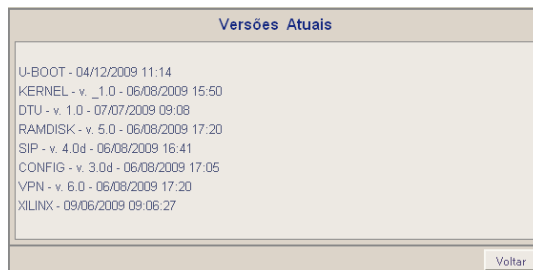 Versões Atuais
U-BOOT - 04/12/2009 11:14
KERNEL - v. _1.0 - 06/08/2009 15:50
DTU - v. 1.0 - 07/07/2009 09:08
RAMDISK - v. 5.0 - 06/08/2009 17:20
SIP - v. 4.0d - 06/08/2009 16:41
CONFIG - v. 3.0d - 06/08/2009 17:05
VPN - v. 6.0 - 06/08/2009 17:20
XILINX - 09/06/2009 09:06:27
Voltar